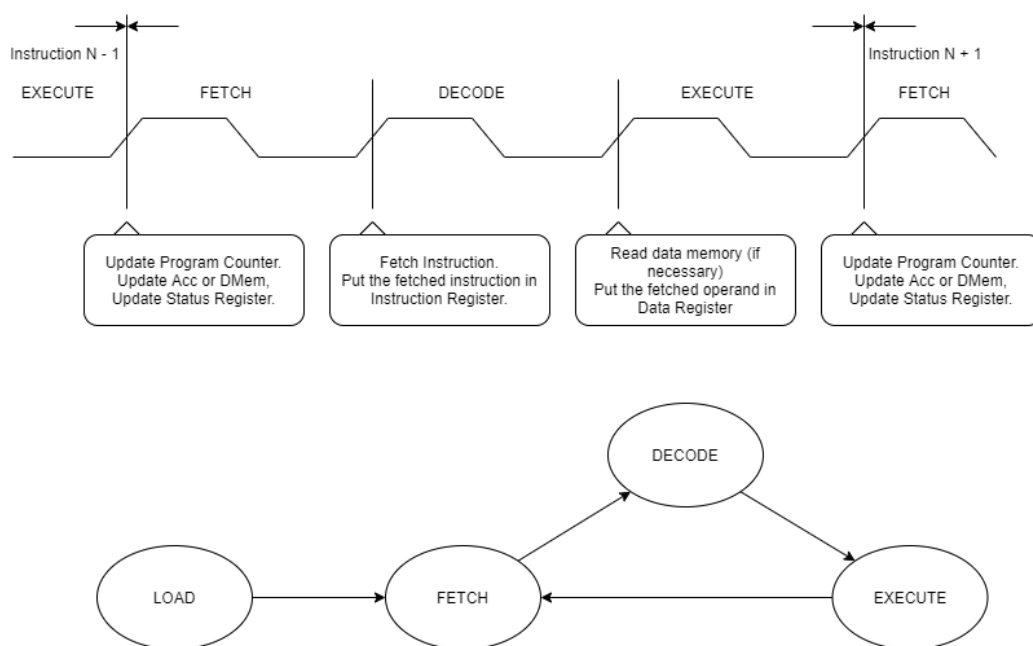 Instruction N - 1
Instruction N + 1
EXECUTE
FETCH
DECODE
EXECUTE
FETCH
Update Program Counter.
Update Acc or DMem,
Update Status Register.
Fetch Instruction.
Put the fetched instruction in
Instruction Register.
Read data memory (if
necessary)
Put the fetched operand in
Data Register
Update Program Counter.
Update Acc or DMem,
Update Status Register.
DECODE
LOAD
FETCH
EXECUTE